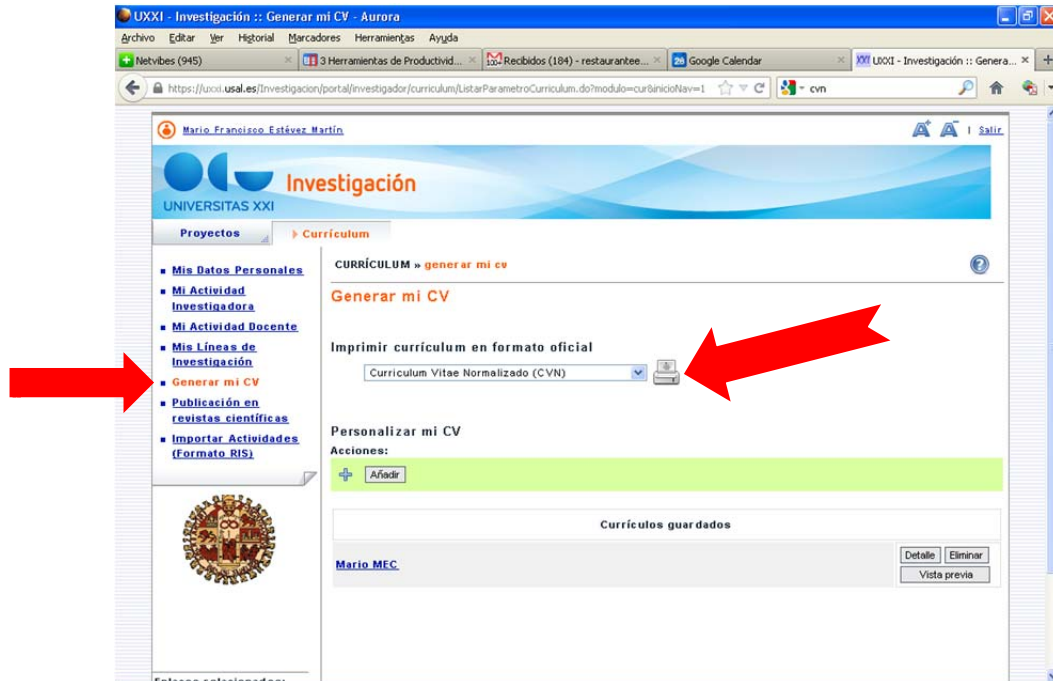 UXXI - Investigación :: Generar mi CV - Aurora
Archivo Editar Ver Historial Marcadores Herramientas Ayuda
Netvibes (945) 3 Herramientas de Productivid... Recibidos (184) - restaurantee... 26 Google Calendar XXI UXXI - Investigación :: Genera...
https://uxxi.usal.es/Investigacion/portal/investigador/curriculum/ListarParametroCurriculum.do?modulo=cur&inicioNav=1 cvn
Mario Francisco Estévez Martín A+ A- | Salir
Investigación
UNIVERSITAS XXI
Proyectos Currículum
CURRÍCULUM » generar mi cv
Mis Datos Personales
Mi Actividad
Investigadora
Mi Actividad Docente
Mis Líneas de
Investigación
Generar mi CV
Publicación en
revistas científicas
Importar Actividades
(Formato RIS)
Generar mi CV
Imprimir currículum en formato oficial
Curriculum Vitae Normalizado (CVN)
Personalizar mi CV
Acciones:
Añadir
Currículos guardados
Mario MEC
Detalle Eliminar
Vista previa